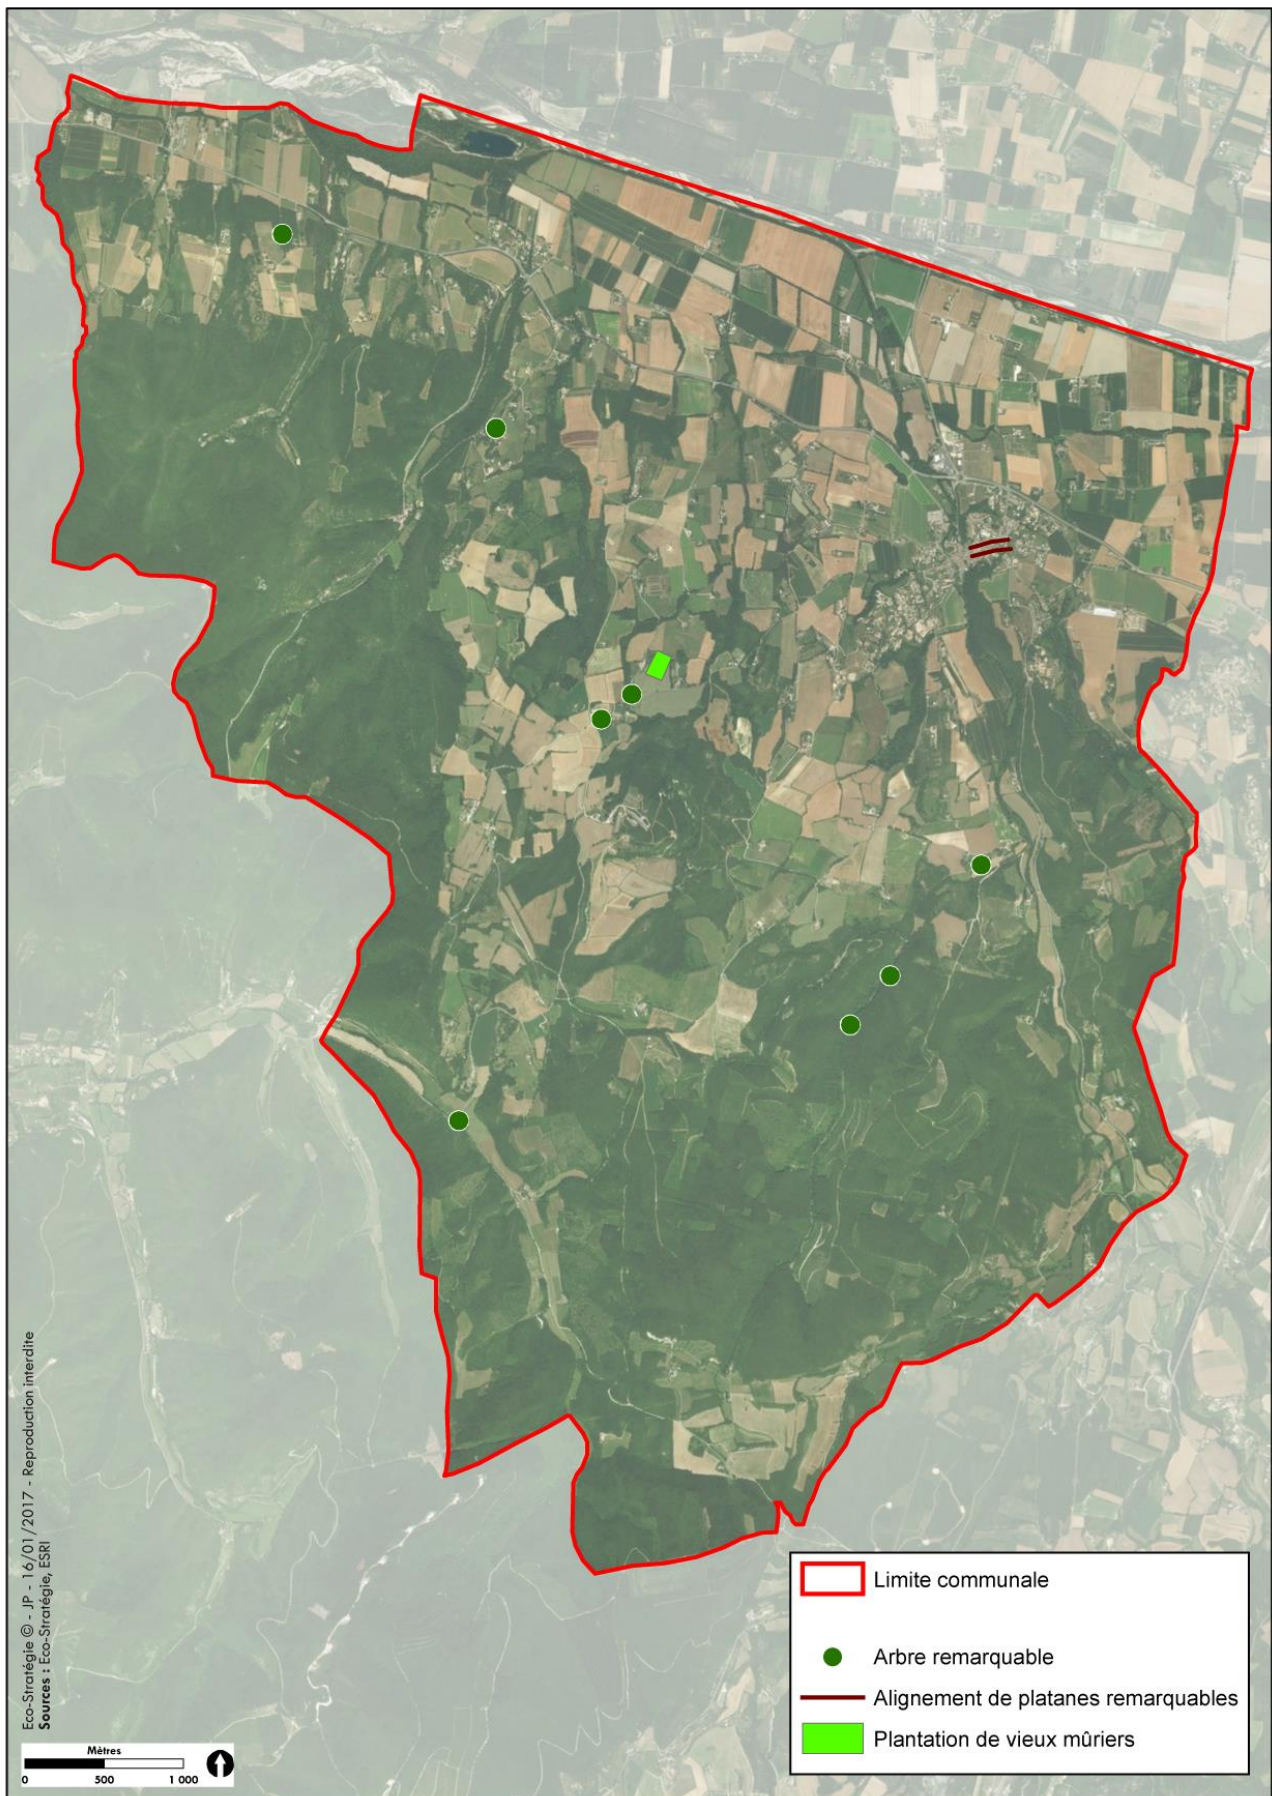 Eco-Stratégie © - JP - 16/01/2017 - Reproduction interdite
Sources : Eco-Stratégie, ESRI
Mètres
0 500 1 000
Limite communale
Arbre remarquable
Alignement de platanes remarquables
Plantation de vieux mûriers